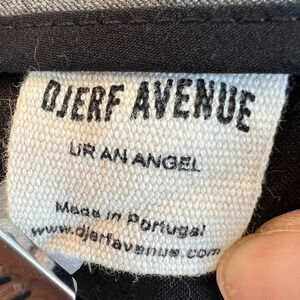 DJERF AVENUE
UR AN ANGEL
Made in Portugal
www.djerfavenue.com